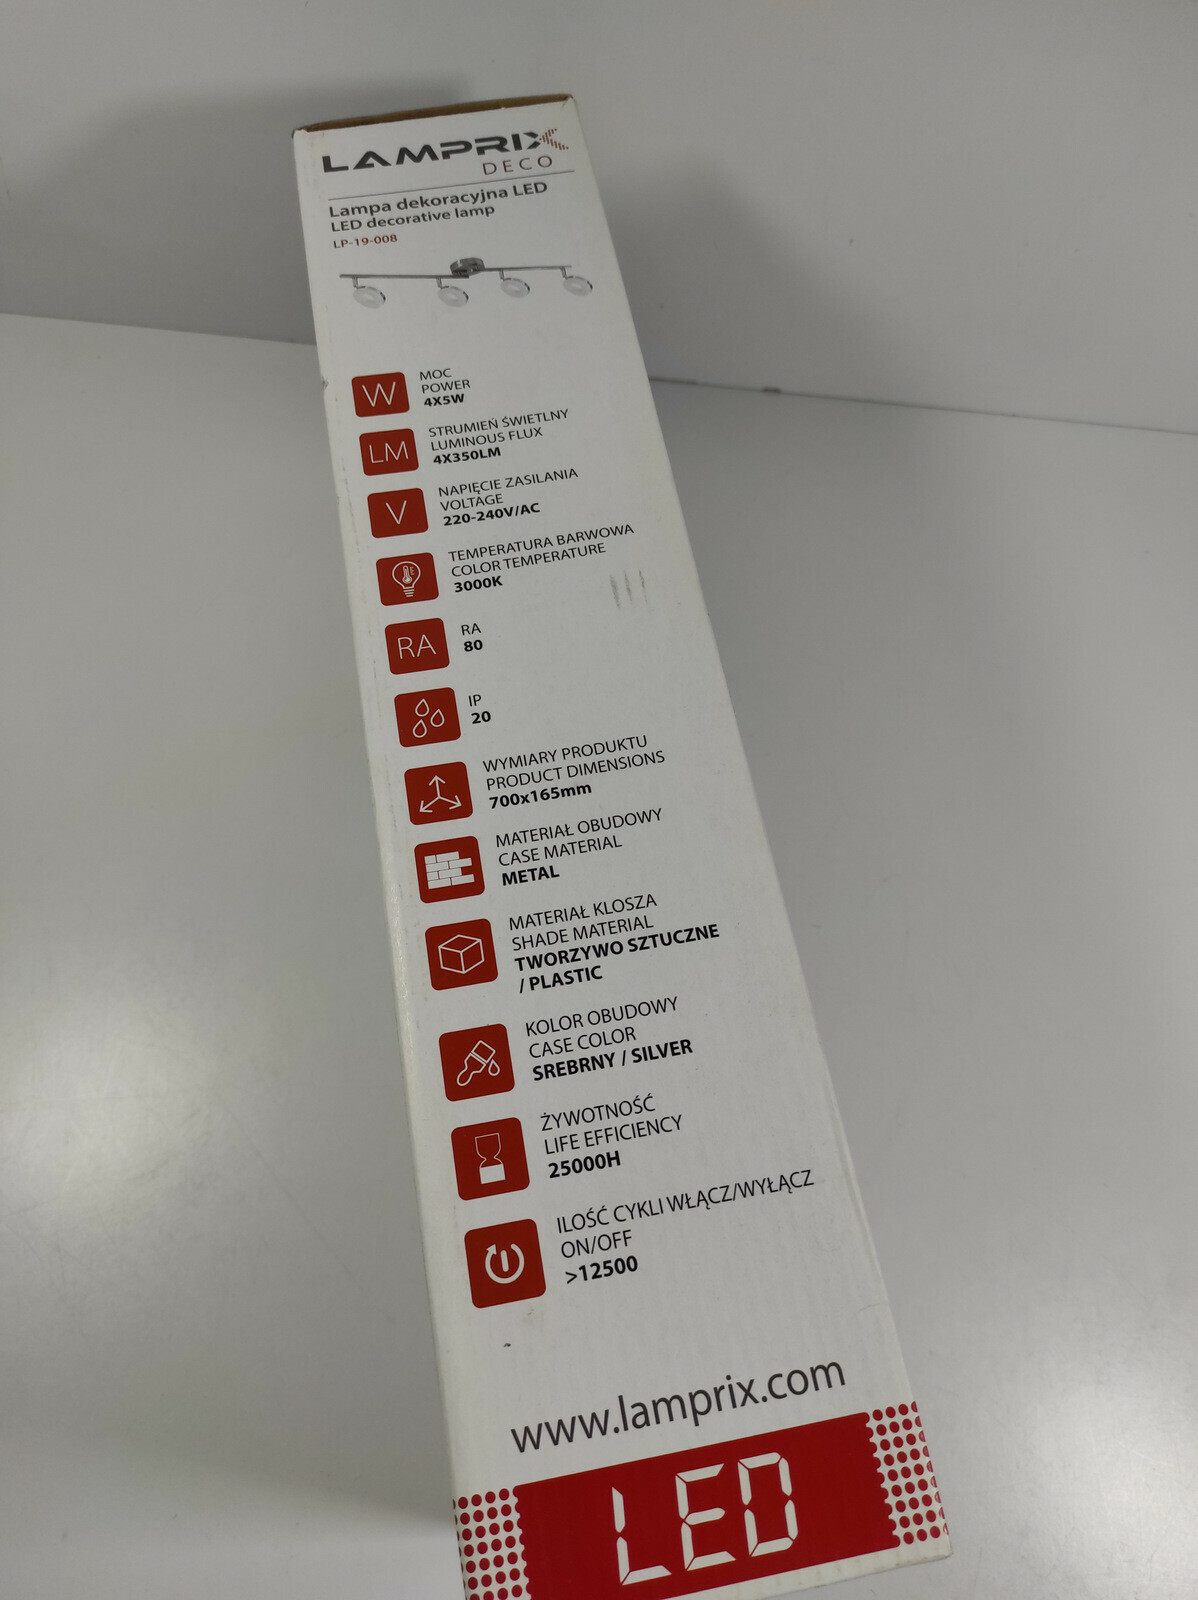 LAMPRIX
DECO
Lampa dekoracyjna LED
LED decorative lamp
LP-19-008
W
MOC
POWER
4X5W
LM
STRUMIEŃ ŚWIETLNY
LUMINOUS FLUX
4X350LM
V
NAPIĘCIE ZASILANIA
VOLTAGE
220-240V/AC
TEMPERATURA BARWOWA
COLOR TEMPERATURE
3000K
RA
RA
80
IP
20
WYMIARY PRODUKTU
PRODUCT DIMENSIONS
700x165mm
MATERIAŁ OBUDOWY
CASE MATERIAL
METAL
MATERIAŁ KLOSZA
SHADE MATERIAL
TWORZYWO SZTUCZNE
/ PLASTIC
KOLOR OBUDOWY
CASE COLOR
SREBRNY / SILVER
ŻYWOTNOŚĆ
LIFE EFFICIENCY
25000H
ILOŚĆ CYKLI WŁĄCZ/WYŁĄCZ
ON/OFF
>12500
www.lamprix.com
LED